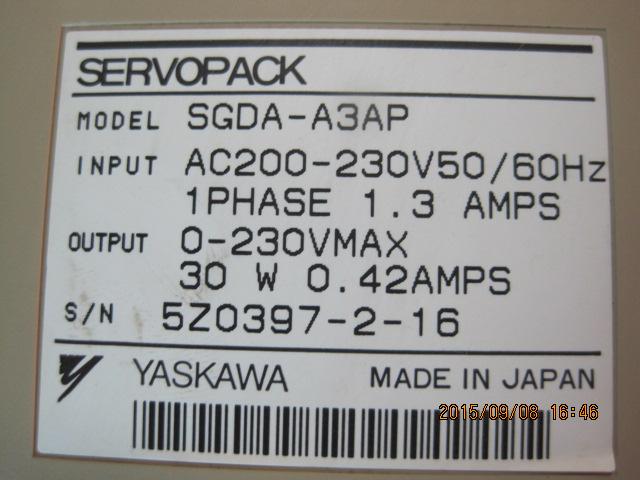 SERVOPACK
MODEL SGDA-A3AP
INPUT AC200-230V50/60Hz
1PHASE 1.3 AMPS
OUTPUT 0-230VMAX
30 W 0.42AMPS
S/N 5Z0397-2-16
YASKAWA MADE IN JAPAN
2015/09/08 16:46